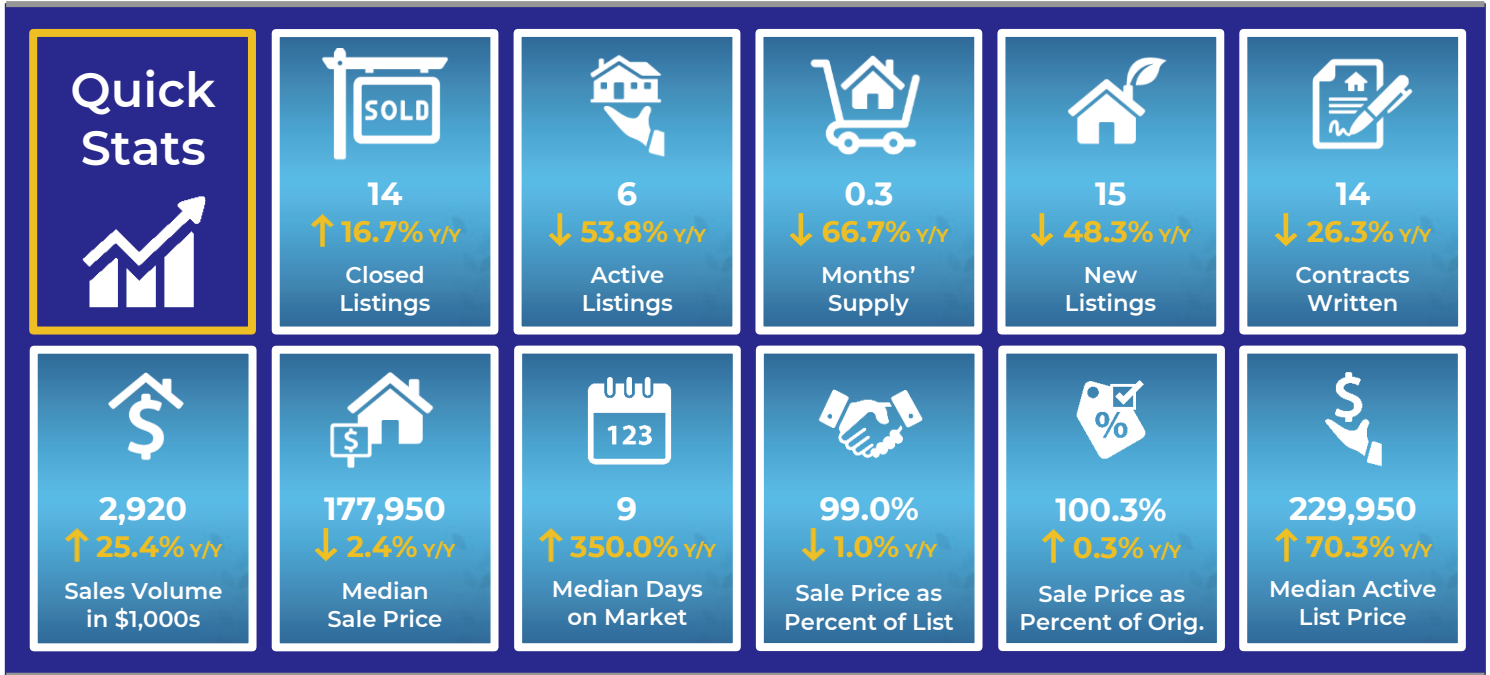 Quick
Stats
SOLD
14
↑ 16.7% Y/Y
Closed
Listings
6
↓ 53.8% Y/Y
Active
Listings
0.3
↓ 66.7% Y/Y
Months’
Supply
15
↓ 48.3% Y/Y
New
Listings
14
↓ 26.3% Y/Y
Contracts
Written
$
2,920
↑ 25.4% Y/Y
Sales Volume
in $1,000s
$
177,950
↓ 2.4% Y/Y
Median
Sale Price
123
9
↑ 350.0% Y/Y
Median Days
on Market
99.0%
↓ 1.0% Y/Y
Sale Price as
Percent of List
%
100.3%
↑ 0.3% Y/Y
Sale Price as
Percent of Orig.
$
229,950
↑ 70.3% Y/Y
Median Active
List Price